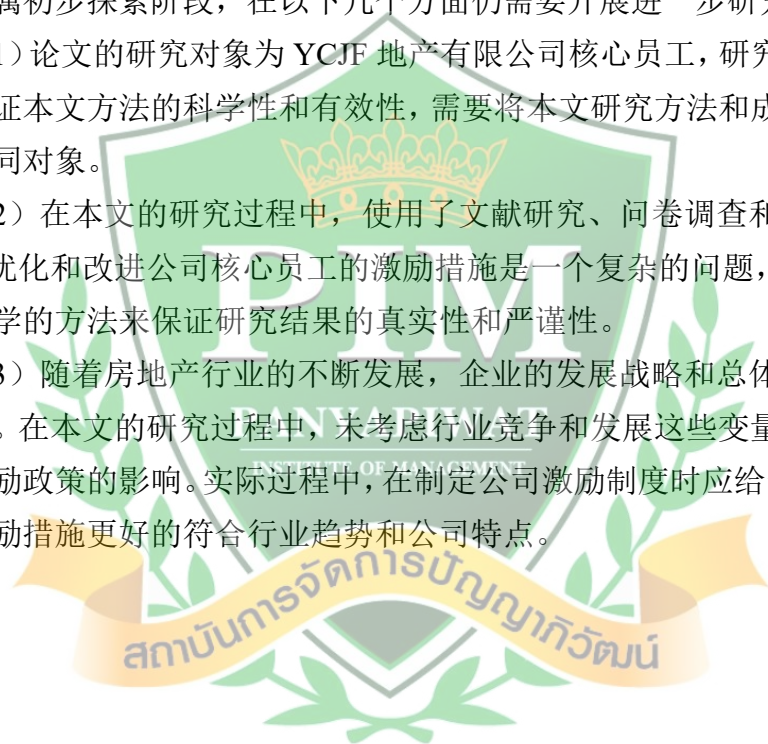 属初步探索阶段，在以下几个方面仍需要开展进一步研究
）论文的研究对象为 YCJF 地产有限公司核心员工，研究
证本文方法的科学性和有效性，需要将本文研究方法和成
同对象。
2）在本文的研究过程中，使用了文献研究、问卷调查和
优化和改进公司核心员工的激励措施是一个复杂的问题，
学的方法来保证研究结果的真实性和严谨性。
3）随着房地产行业的不断发展，企业的发展战略和总体
。在本文的研究过程中，未考虑行业竞争和发展这些变量
励政策的影响。实际过程中，在制定公司激励制度时应给
励措施更好的符合行业趋势和公司特点。
PIM
PANYAPIWAT
INSTITUTE OF MANAGEMENT
สถาบันการจัดการปัญญาภิวัฒน์